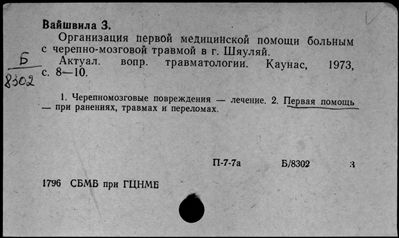 Вайшвила З.
Организация первой медицинской помощи больным
с черепно-мозговой травмой в г. Шяуляй.
Актуал. вопр. травматологии. Каунас, 1973,
с. 8—10.
Б
8302
1. Черепномозговые повреждения — лечение. 2. Первая помощь
— при ранениях, травмах и переломах.
П-7-7а Б/8302 З
1796 СБМБ при ГЦНМБ